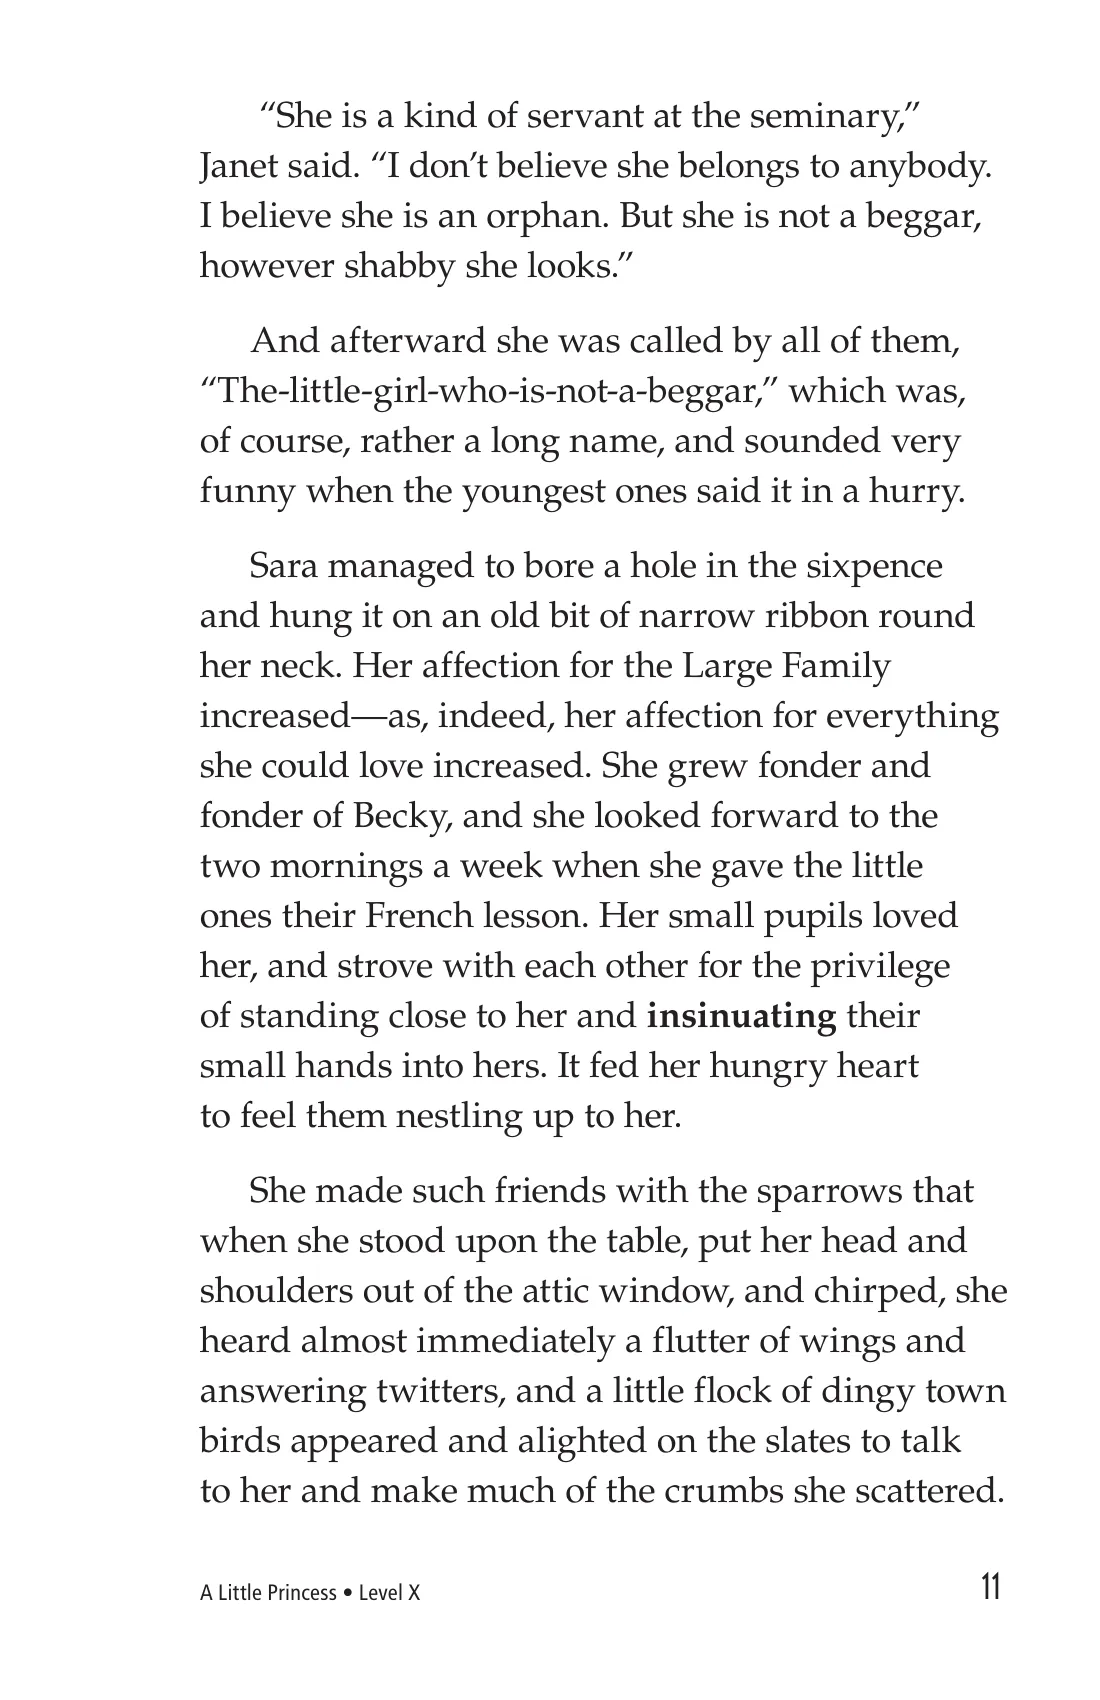 “She is a kind of servant at the seminary,”
Janet said. “I don’t believe she belongs to anybody.
I believe she is an orphan. But she is not a beggar,
however shabby she looks.”
And afterward she was called by all of them,
“The-little-girl-who-is-not-a-beggar,” which was,
of course, rather a long name, and sounded very
funny when the youngest ones said it in a hurry.
Sara managed to bore a hole in the sixpence
and hung it on an old bit of narrow ribbon round
her neck. Her affection for the Large Family
increased—as, indeed, her affection for everything
she could love increased. She grew fonder and
fonder of Becky, and she looked forward to the
two mornings a week when she gave the little
ones their French lesson. Her small pupils loved
her, and strove with each other for the privilege
of standing close to her and insinuating their
small hands into hers. It fed her hungry heart
to feel them nestling up to her.
She made such friends with the sparrows that
when she stood upon the table, put her head and
shoulders out of the attic window, and chirped, she
heard almost immediately a flutter of wings and
answering twitters, and a little flock of dingy town
birds appeared and alighted on the slates to talk
to her and make much of the crumbs she scattered.
A Little Princess • Level X 11